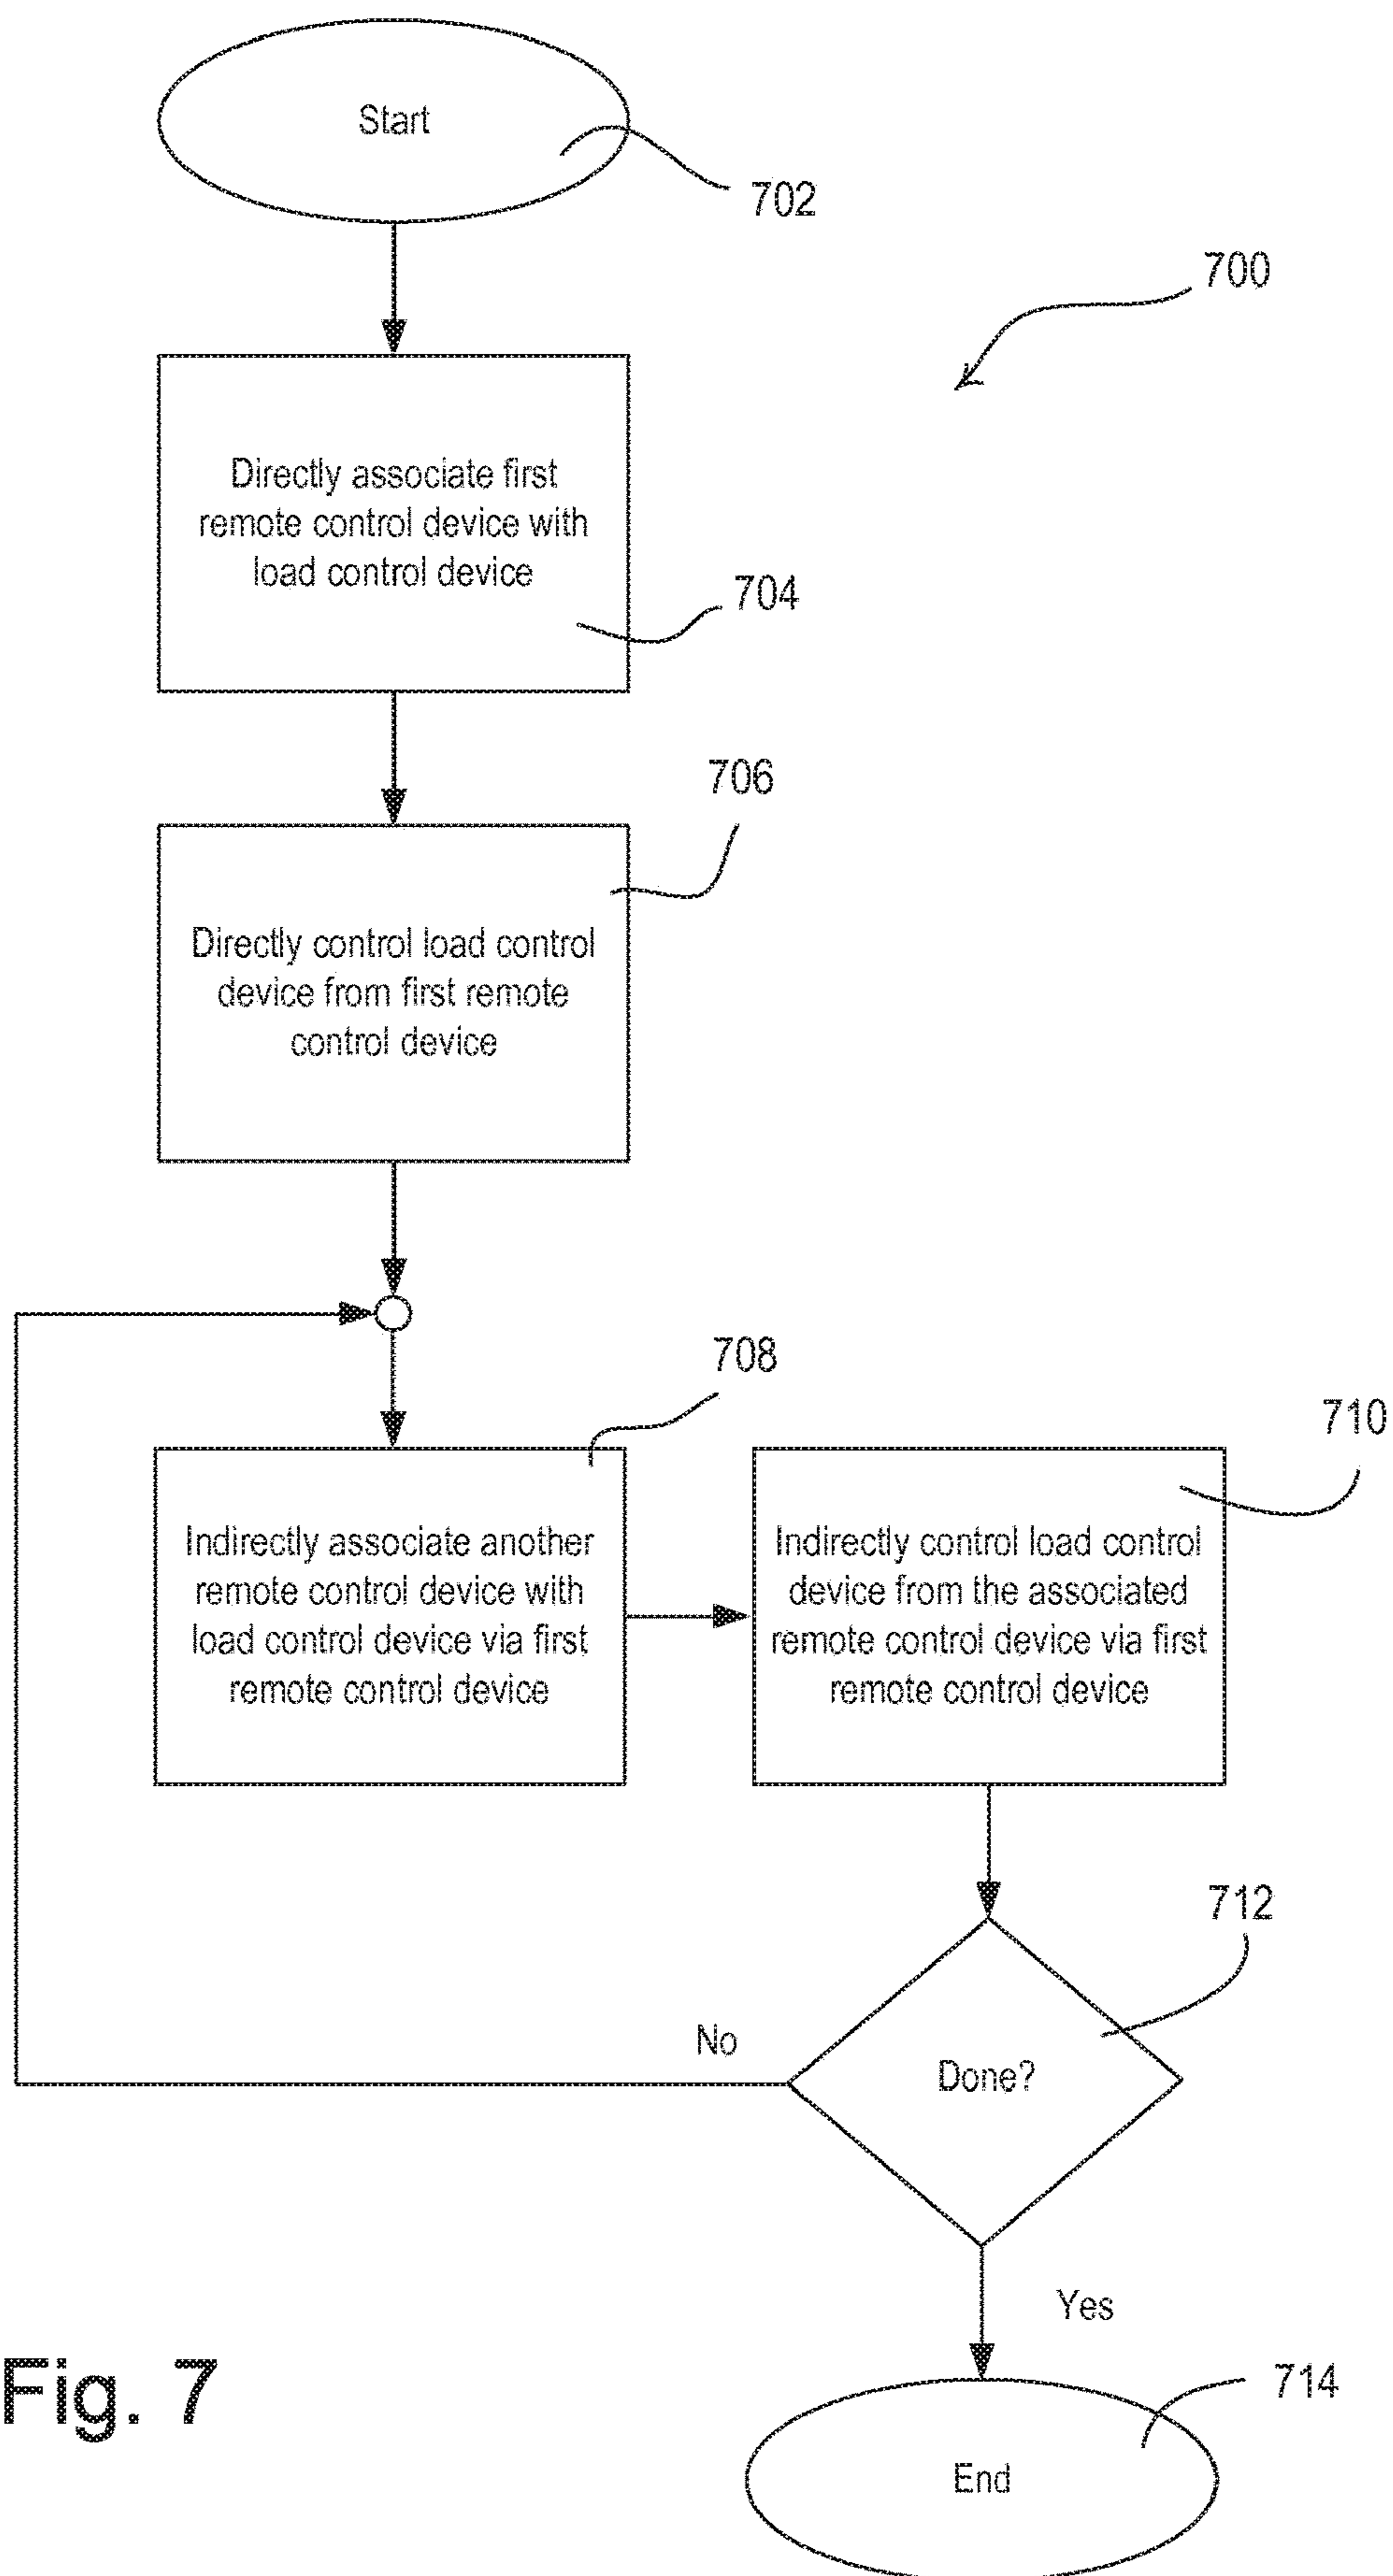 Start
702
700
Directly associate first
remote control device with
load control device
704
706
Directly control load control
device from first remote
control device
708
710
Indirectly associate another
remote control device with
load control device via first
remote control device
Indirectly control load control
device from the associated
remote control device via first
remote control device
712
No
Done?
Yes
Fig. 7
714
End